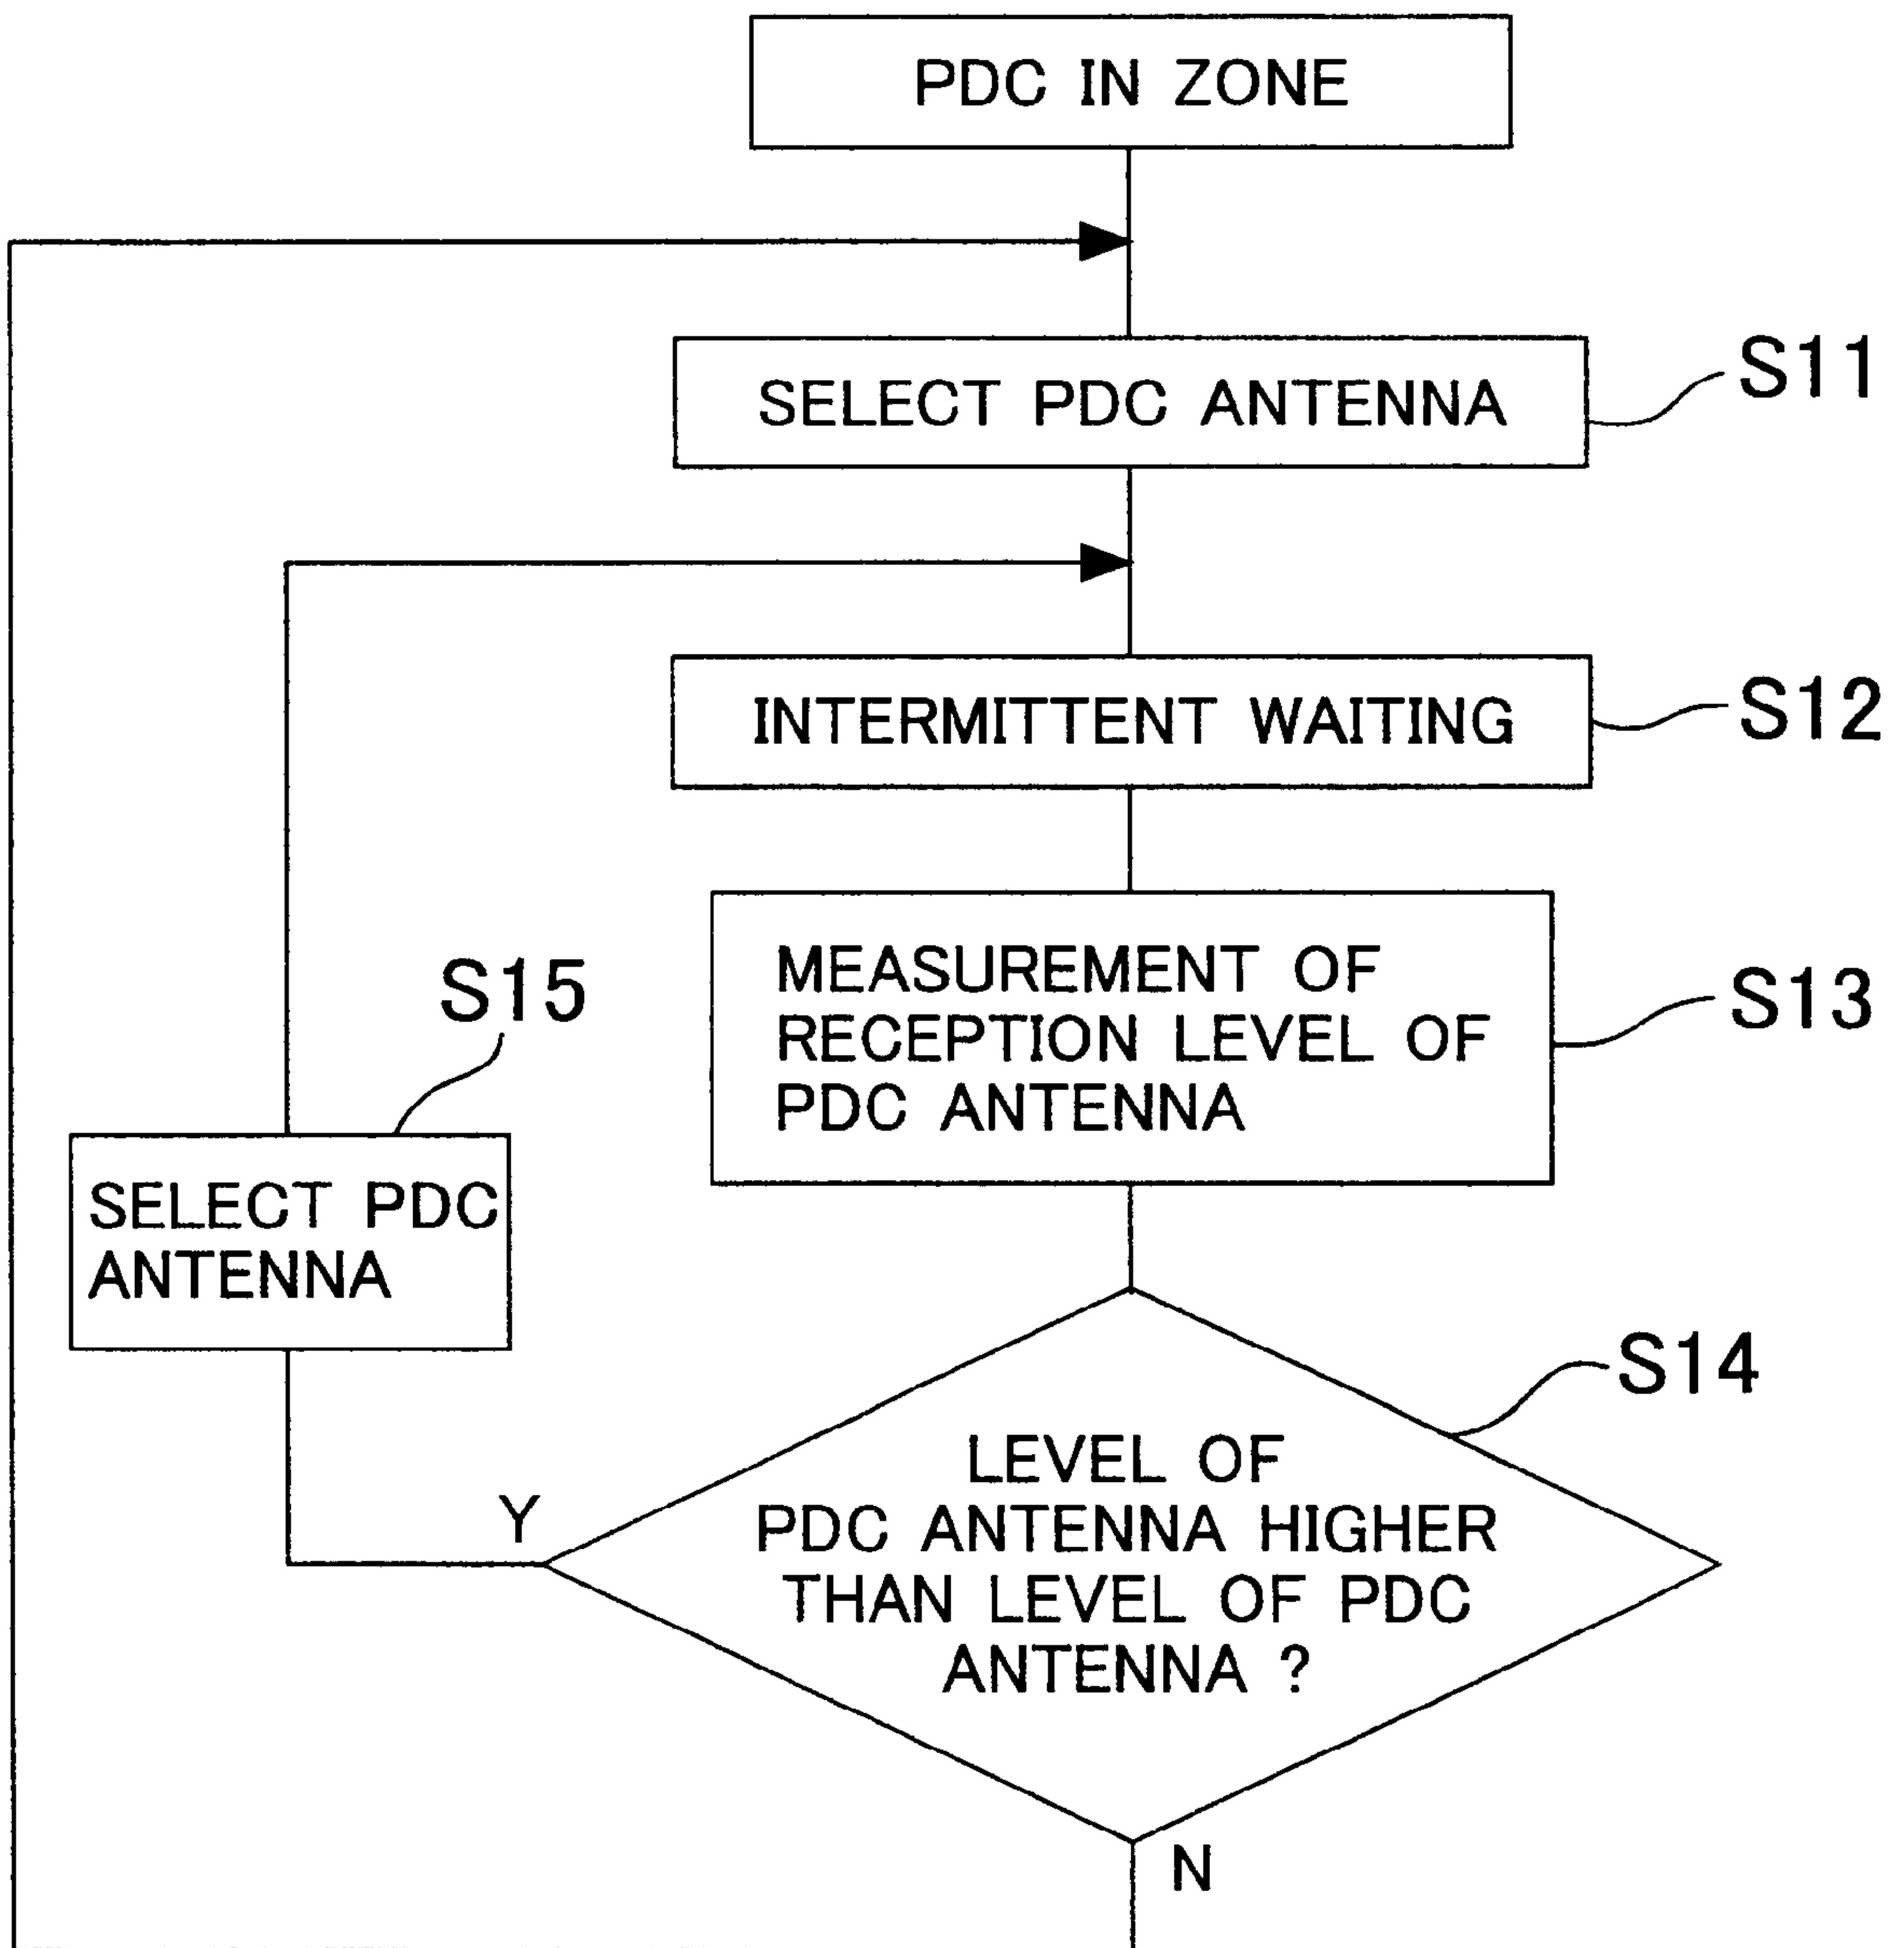 PDC IN ZONE
SELECT PDC ANTENNA
S11
INTERMITTENT WAITING
S12
MEASUREMENT OF
RECEPTION LEVEL OF
PDC ANTENNA
S13
S15
SELECT PDC
ANTENNA
S14
LEVEL OF
PDC ANTENNA HIGHER
THAN LEVEL OF PDC
ANTENNA ?
Y
N